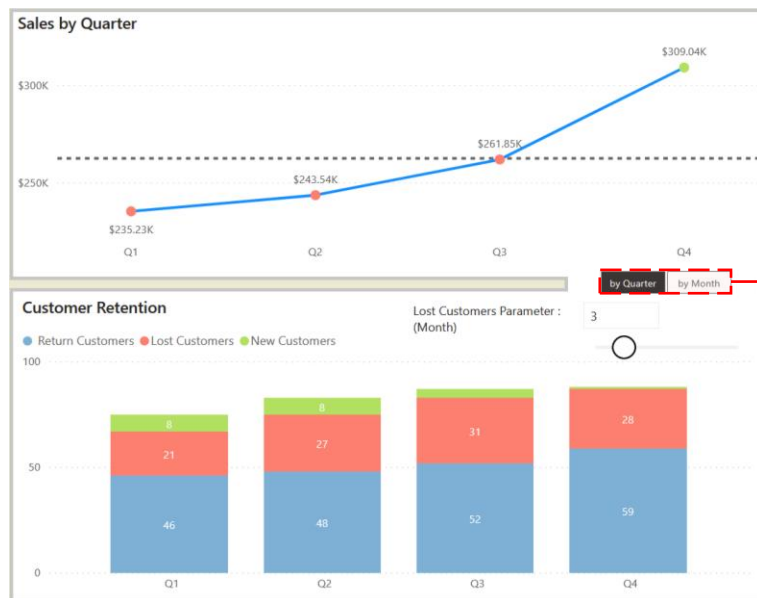 Sales by Quarter
$309.04K
$300K
$261.85K
$250K
$243.54K
$235.23K
Q1 Q2 Q3 Q4
by Quarter by Month
Customer Retention
Lost Customers Parameter : 3
(Month)
Return Customers Lost Customers New Customers
100
8 8
21 27 31 28
50
46 48 52 59
0
Q1 Q2 Q3 Q4